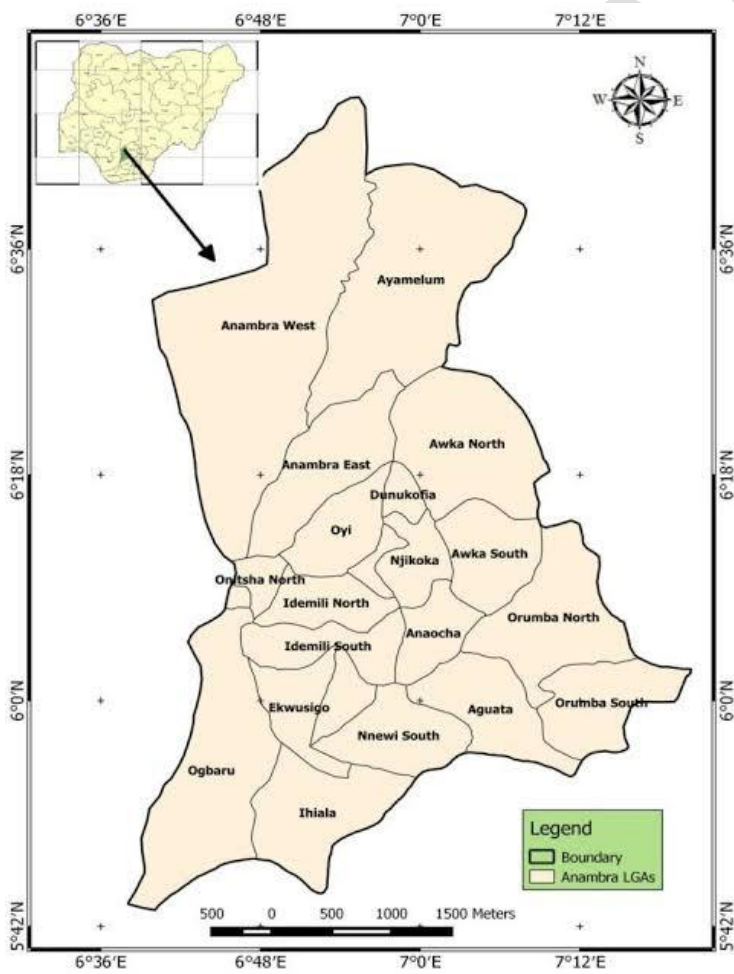 6°36'E 6°48'E 7°0'E 7°12'E
N
W E
S
6°36'N 6°36'N
Ayamelum
Anambra West
Awka North
Anambra East
6°18'N 6°18'N
Dunukofia
Oyi
Awka South
Njikoka
Onitsha North
Idemili North
Orumba North
Anaocha
Idemili South
6°0'N 6°0'N
Orumba South
Ekwusigo
Aguata
Nnewi South
Ogbaru
Ihiala
Legend
Boundary
Anambra LGAs
500 0 500 1000 1500 Meters
5°42'N 5°42'N
6°36'E 6°48'E 7°0'E 7°12'E